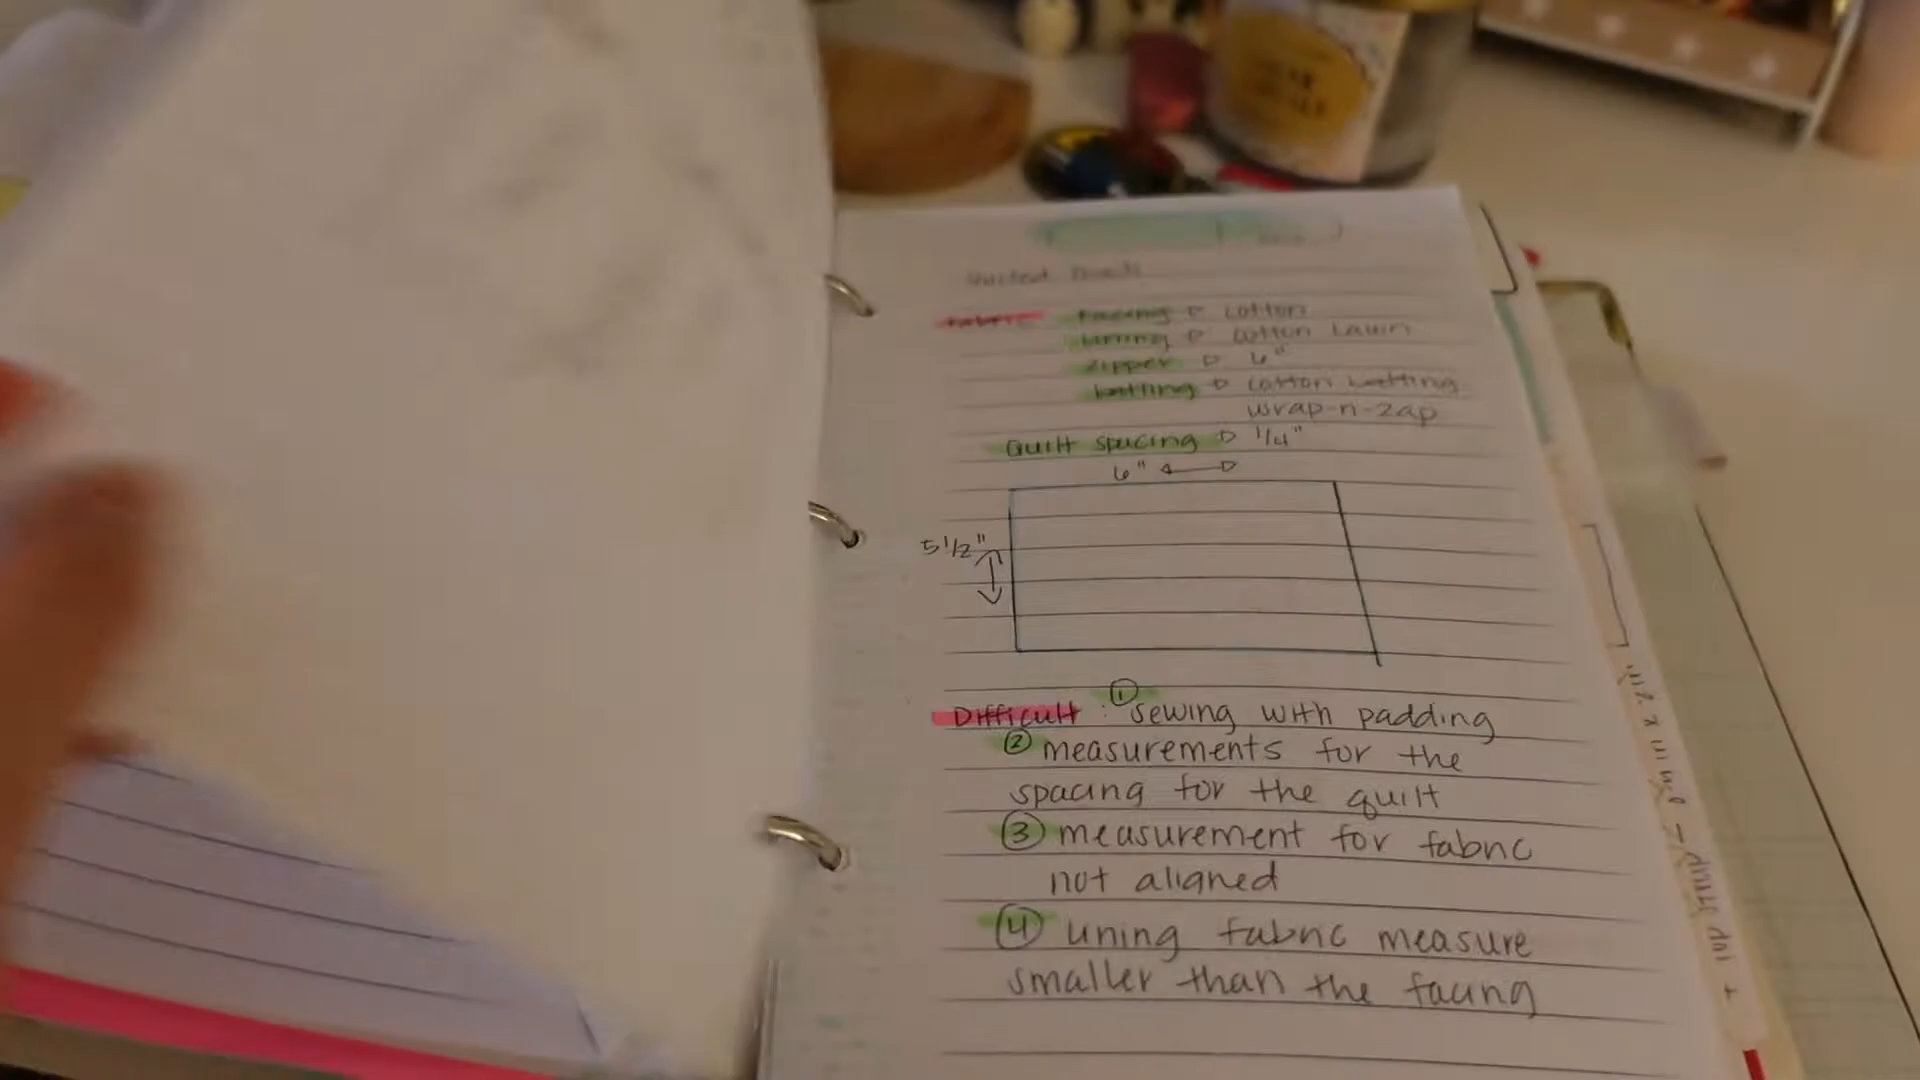 Quilted Pouch
Fabric facing ▷ cotton
lining ▷ cotton lawn
zipper ▷ 6"
batting ▷ cotton batting
wrap-n-zap
Quilt spacing ▷ 1/4"
6"
5 1/2"
Difficult: ① sewing with padding
② measurements for the
spacing for the quilt
③ measurement for fabric
not aligned
④ lining fabric measure
smaller than the facing